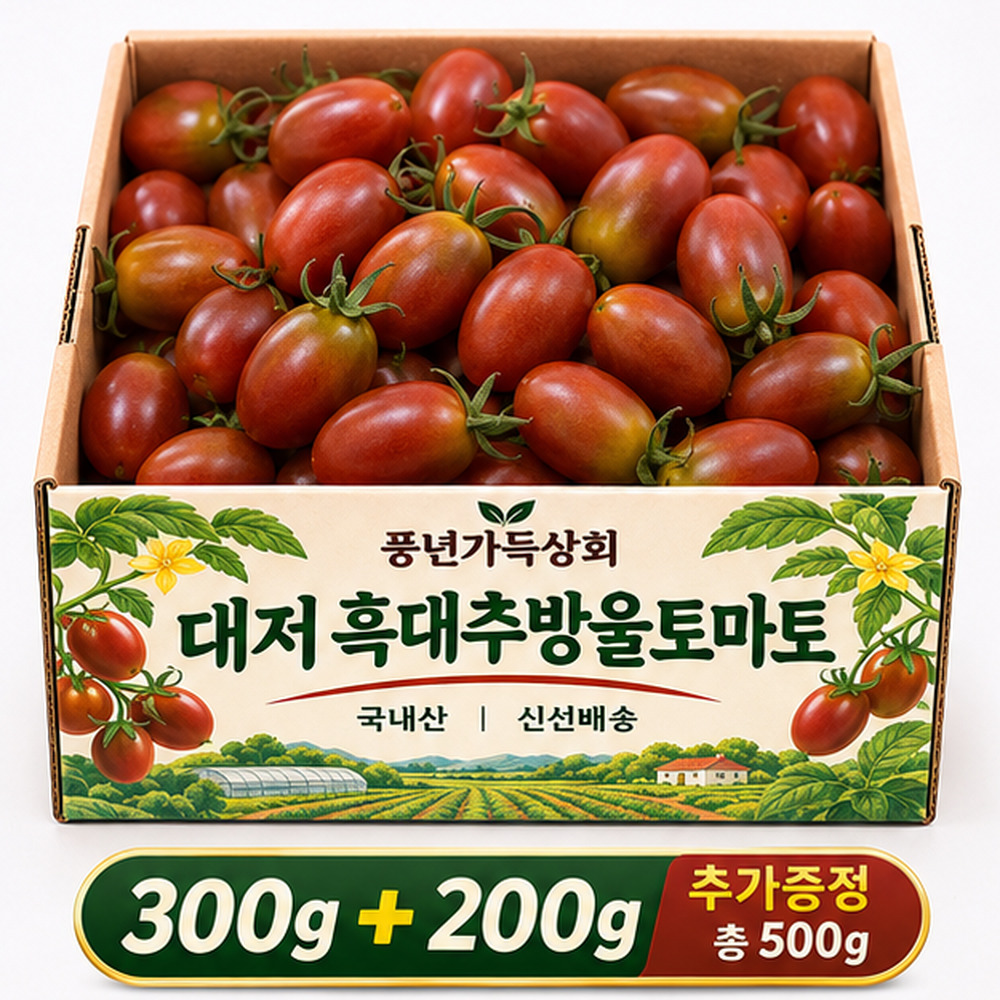 풍년가득상회
대저 흑대추방울토마토
국내산 | 신선배송
300g + 200g
추가증정
총 500g